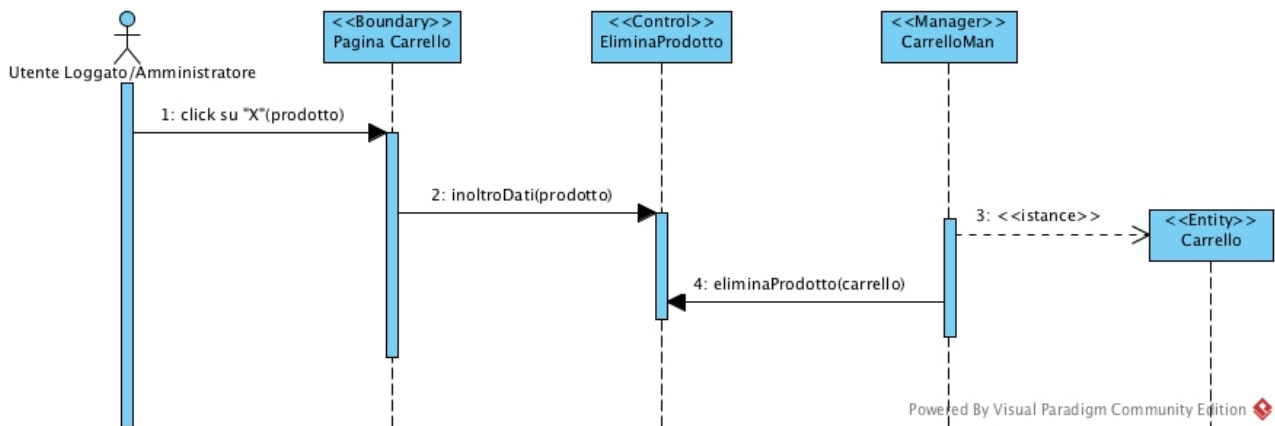 <<Boundary>>
Pagina Carrello
<<Control>>
EliminaProdotto
<<Manager>>
CarrelloMan
Utente Loggato/Amministratore
1: click su "X"(prodotto)
2: inoltroDati(prodotto)
3: <<istance>>
<<Entity>>
Carrello
4: eliminaProdotto(carrello)
Powered By Visual Paradigm Community Edition